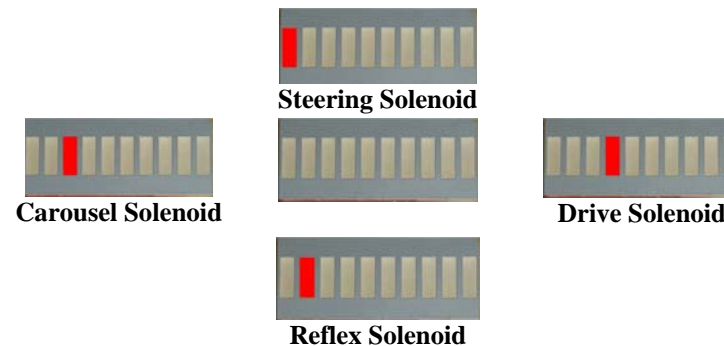 Steering Solenoid
Carousel Solenoid
Drive Solenoid
Reflex Solenoid